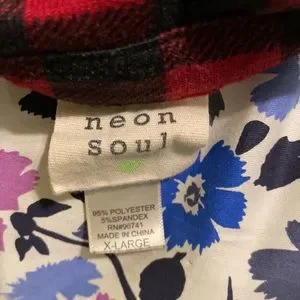 neon
soul
95% POLYESTER
5%SPANDEX
RN#90741
MADE IN CHINA
X-LARGE